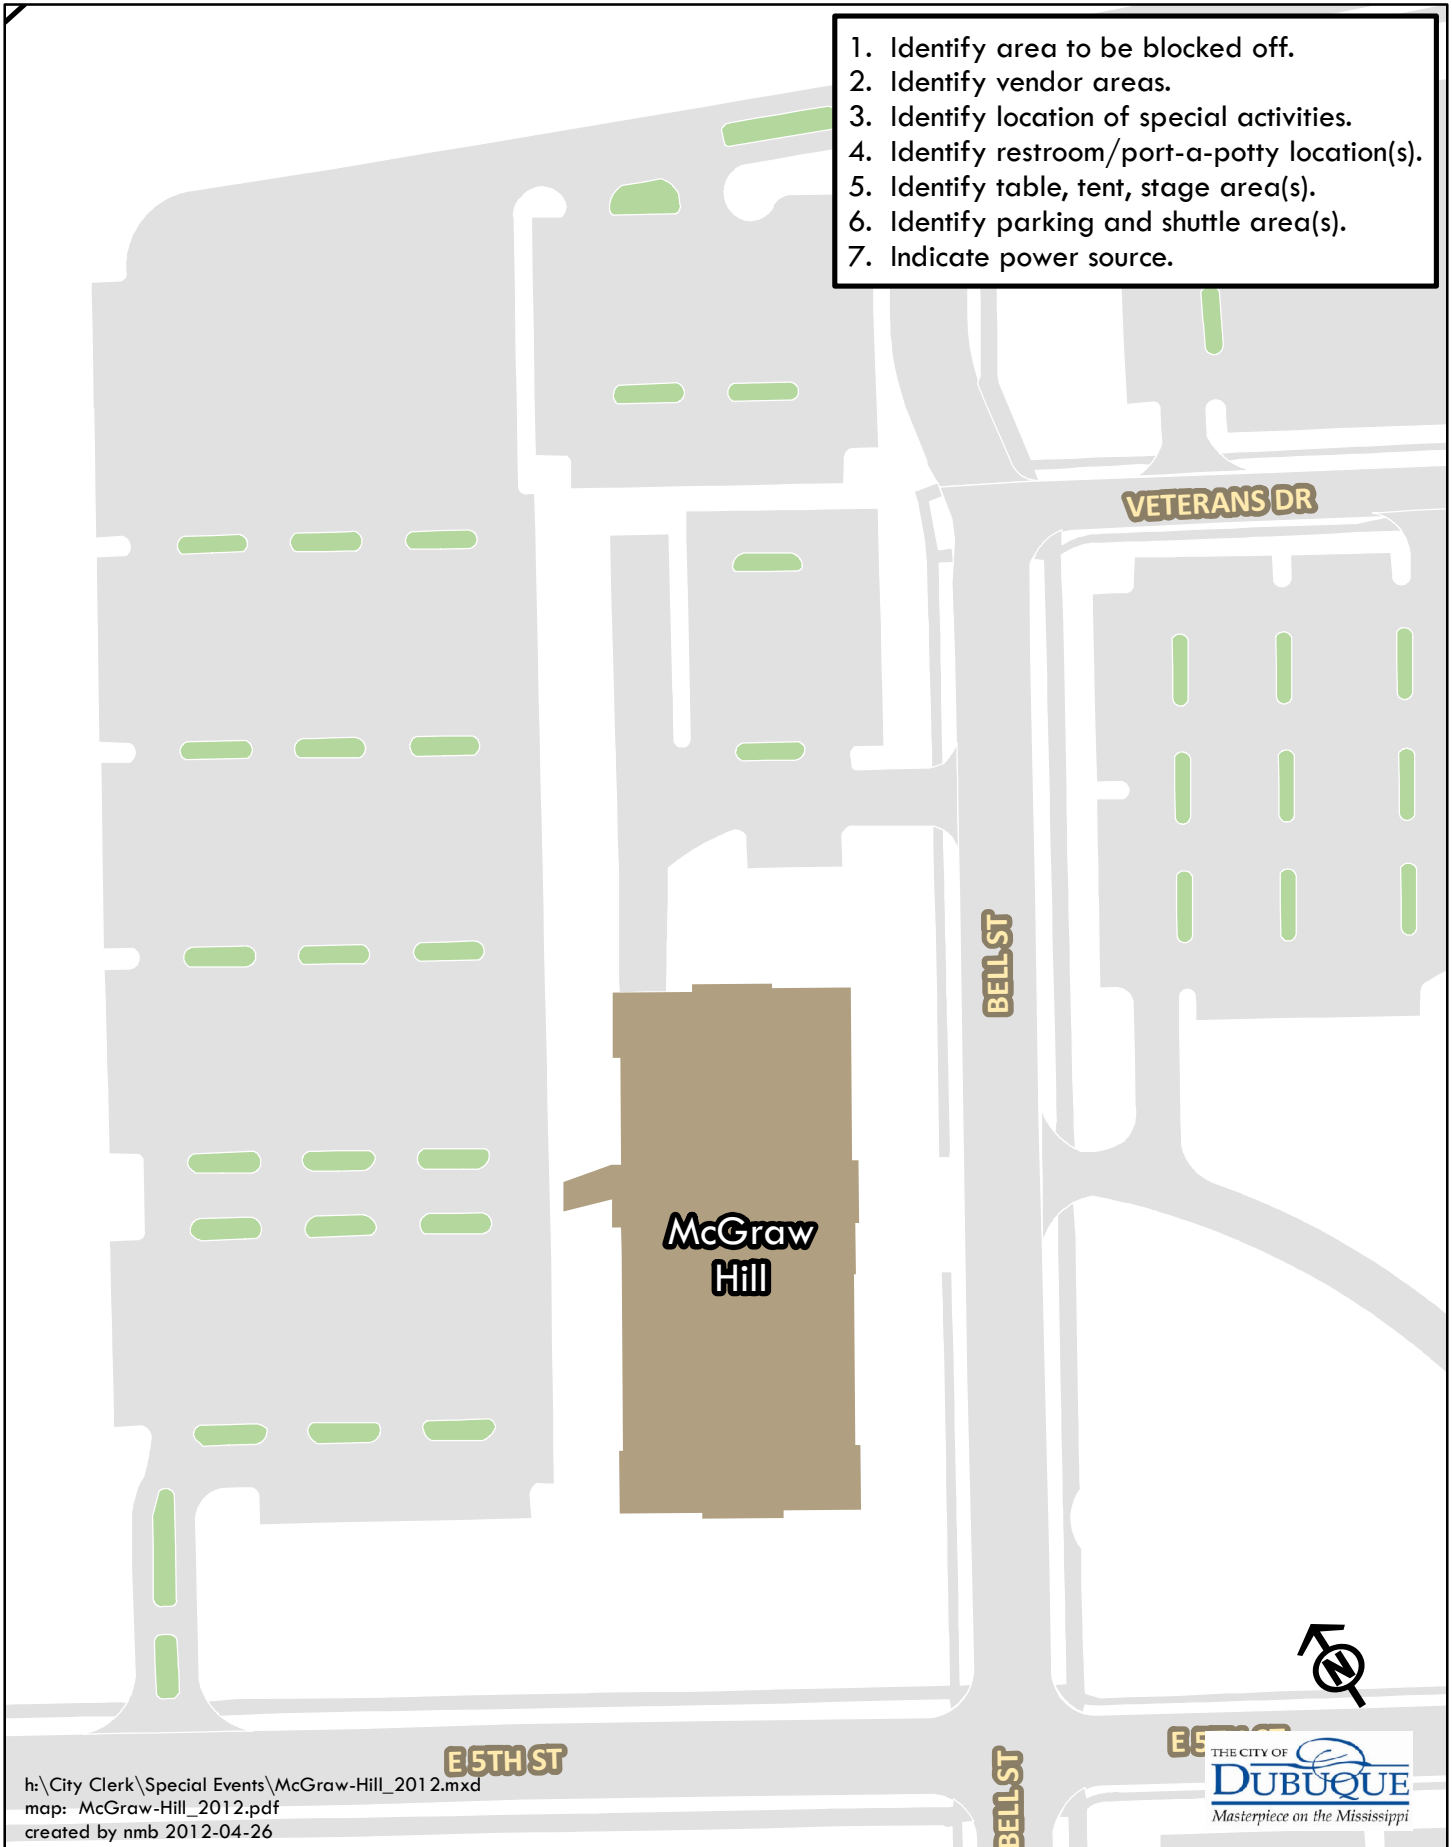 1. Identify area to be blocked off.
2. Identify vendor areas.
3. Identify location of special activities.
4. Identify restroom/port-a-potty location(s).
5. Identify table, tent, stage area(s).
6. Identify parking and shuttle area(s).
7. Indicate power source.
VETERANS DR
BELL ST
McGraw
Hill
N
E 5TH ST
E 5
BELL ST
THE CITY OF
DUBUQUE
Masterpiece on the Mississippi
h:\City Clerk\Special Events\McGraw-Hill_2012.mxd
map: McGraw-Hill_2012.pdf
created by nmb 2012-04-26